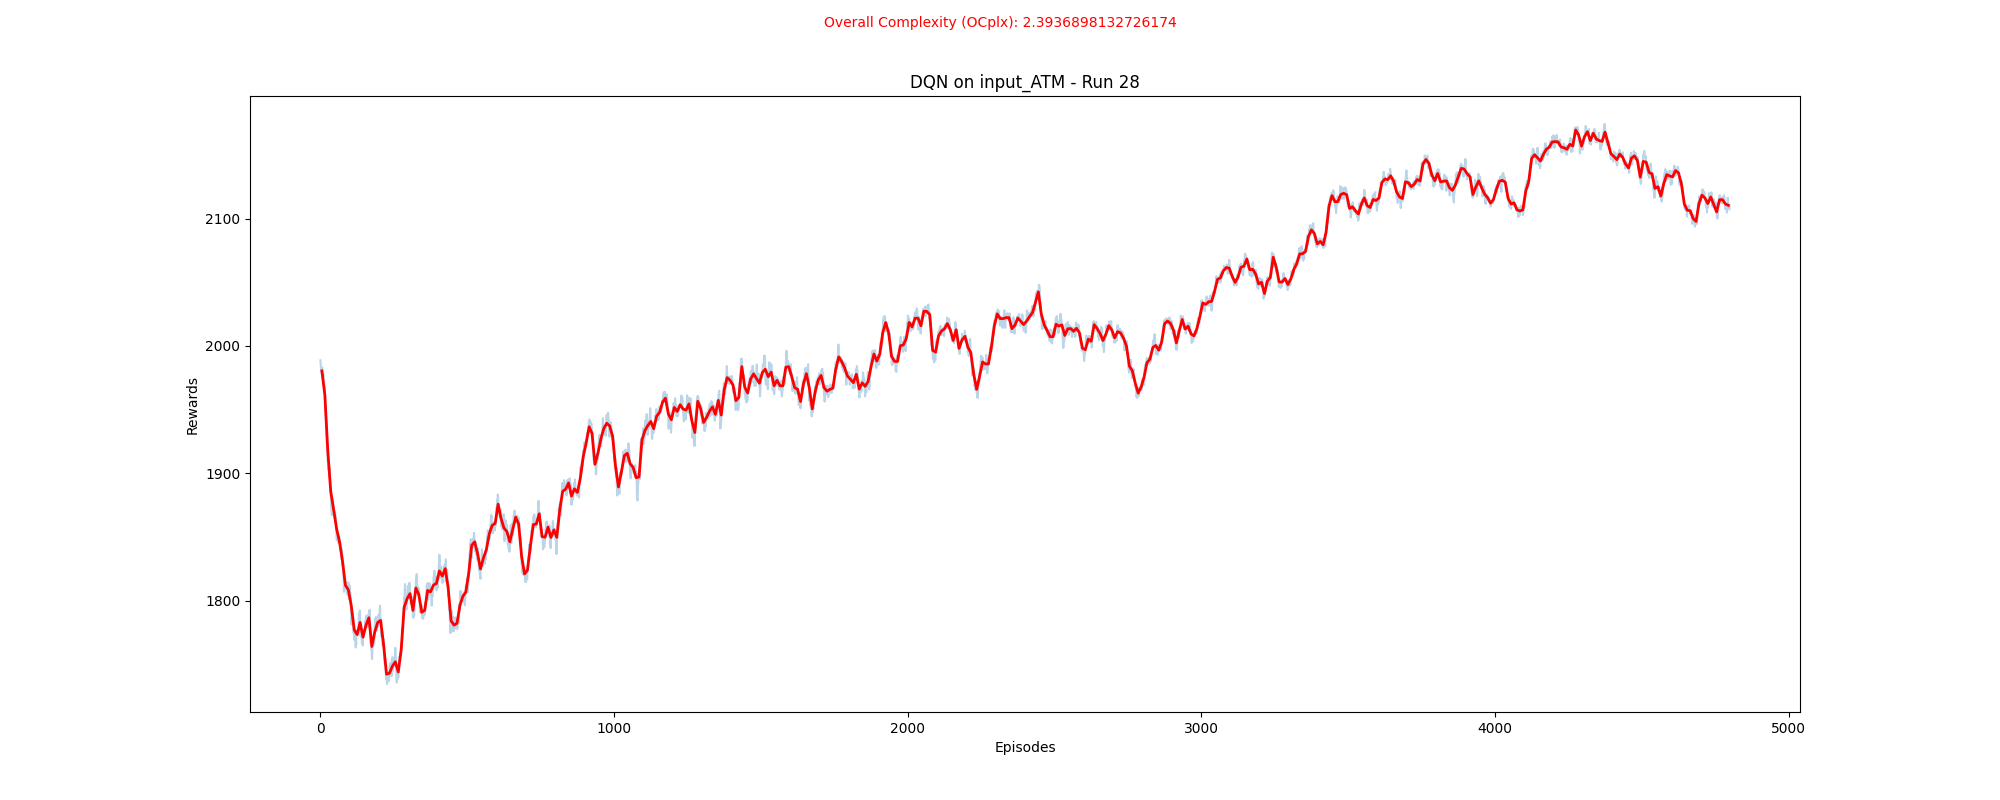 Overall Complexity (OCplx): 2.3936898132726174
DQN on input_ATM - Run 28
Rewards
2100
2000
1900
1800
0 1000 2000 3000 4000 5000
Episodes